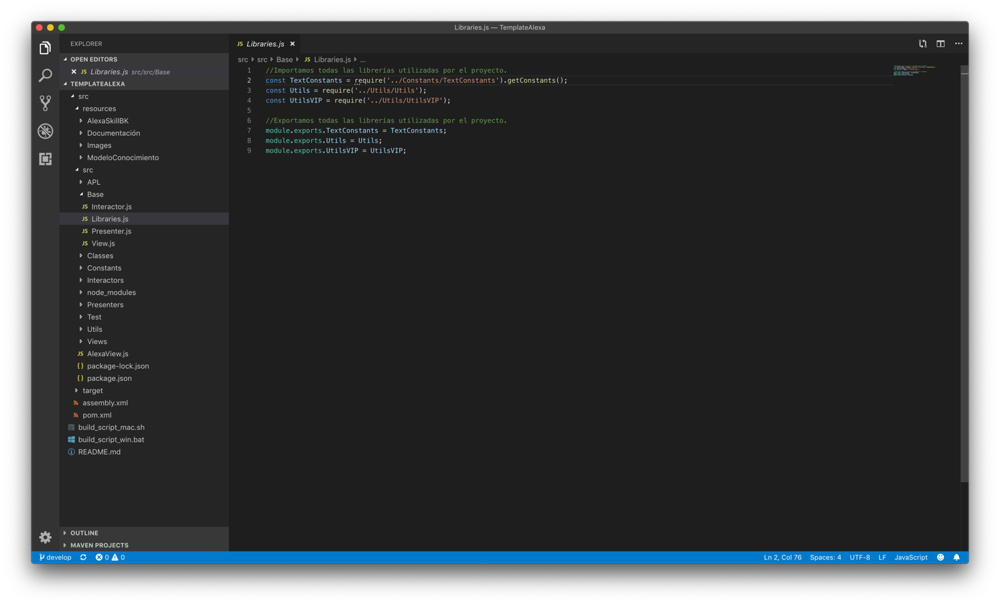 Libraries.js — TemplateAlexa
EXPLORER
OPEN EDITORS
JS Libraries.js src/src/Base
TEMPLATEALEXA
src
resources
AlexaSkillBK
Documentación
Images
ModeloConocimiento
src
APL
Base
JS Interactor.js
JS Libraries.js
JS Presenter.js
JS View.js
Classes
Constants
Interactors
node_modules
Presenters
Test
Utils
Views
JS AlexaView.js
{ } package-lock.json
{ } package.json
target
assembly.xml
pom.xml
build_script_mac.sh
build_script_win.bat
README.md
OUTLINE
MAVEN PROJECTS
JS Libraries.js
src src Base JS Libraries.js ...
1 //Importamos todas las librerías utilizadas por el proyecto.
2 const TextConstants = require('../Constants/TextConstants').getConstants();
3 const Utils = require('../Utils/Utils');
4 const UtilsVIP = require('../Utils/UtilsVIP');
5
6 //Exportamos todas las librerías utilizadas por el proyecto.
7 module.exports.TextConstants = TextConstants;
8 module.exports.Utils = Utils;
9 module.exports.UtilsVIP = UtilsVIP;
develop 0 0 Ln 2, Col 76 Spaces: 4 UTF-8 LF JavaScript